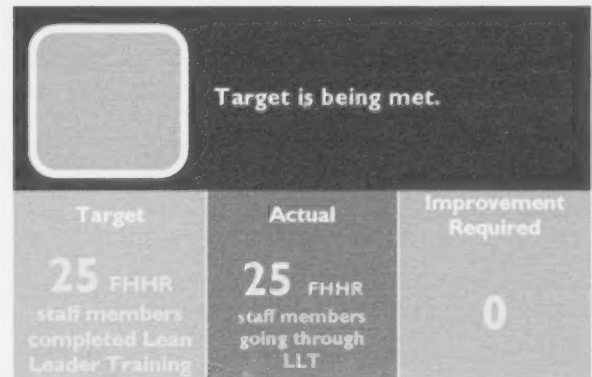 Target is being met.
Target
25 FHHR
staff members
completed Lean
Leader Training
Actual
25 FHHR
staff members
going through
LLT
Improvement
Required
0